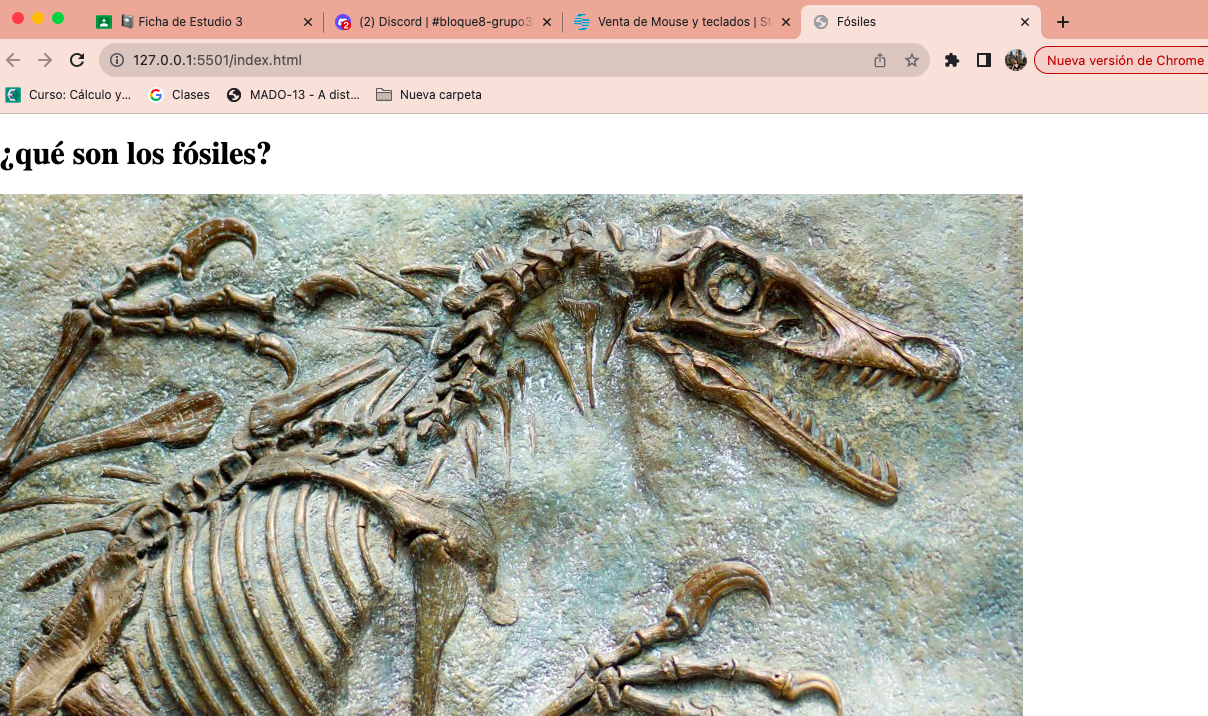 Ficha de Estudio 3
(2) Discord | #bloque8-grupo3
Venta de Mouse y teclados | St
Fósiles
127.0.0.1:5501/index.html
Nueva versión de Chrome
Curso: Cálculo y...
Clases
MADO-13 - A dist...
Nueva carpeta
¿qué son los fósiles?